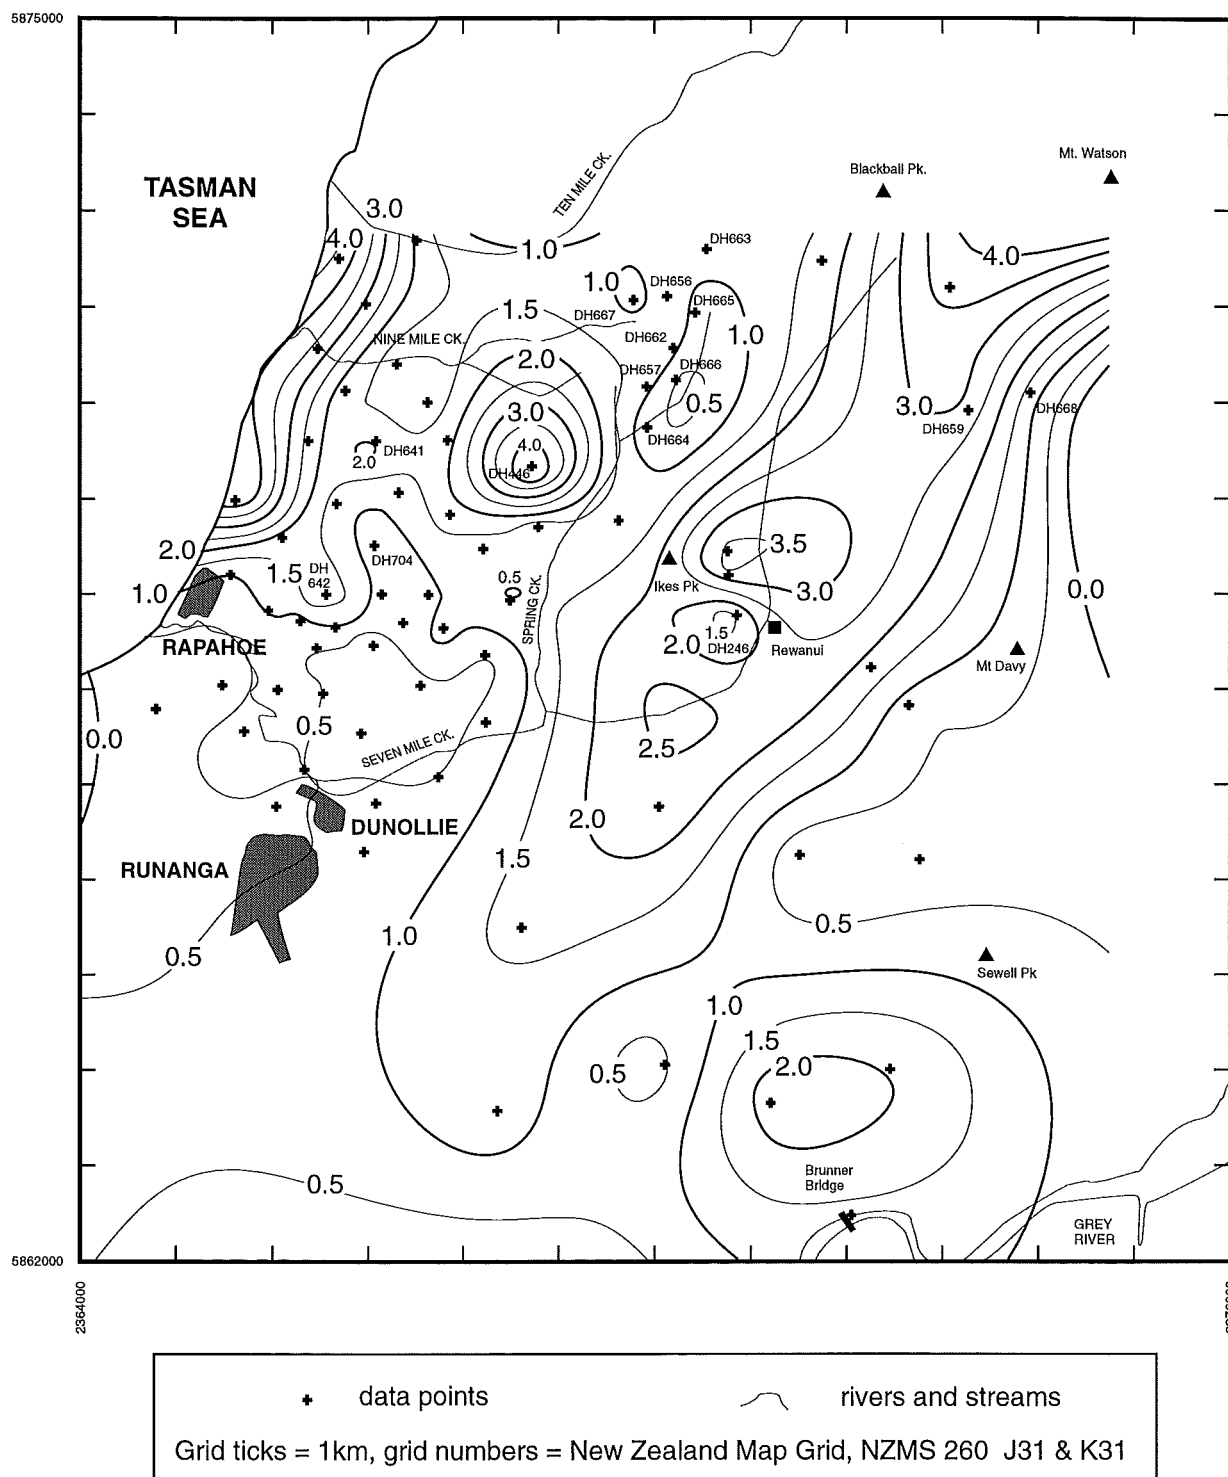 5875000
Mt. Watson
Blackball Pk.
TEN MILE CK.
TASMAN
SEA
3.0
4.0
DH663
1.0
4.0
1.0
DH656
DH665
1.5
DH667
NINE MILE CK.
DH662
1.0
2.0
DH657
DH666
0.5
3.0
3.0
DH668
DH659
4.0
DH664
DH641
2.0
DH446
2.0
3.5
DH704
1.5
DH
642
0.5
Ikes Pk
3.0
0.0
1.0
SPRING CK.
RAPAHOE
2.0
1.5
DH246
Rewanui
Mt Davy
0.5
0.0
SEVEN MILE CK.
2.5
2.0
DUNOLLIE
1.5
RUNANGA
0.5
1.0
0.5
Sewell Pk
1.0
1.5
2.0
0.5
Brunner
Bridge
0.5
GREY
RIVER
5862000
2364000
data points
rivers and streams
Grid ticks = 1km, grid numbers = New Zealand Map Grid, NZMS 260 J31 & K31